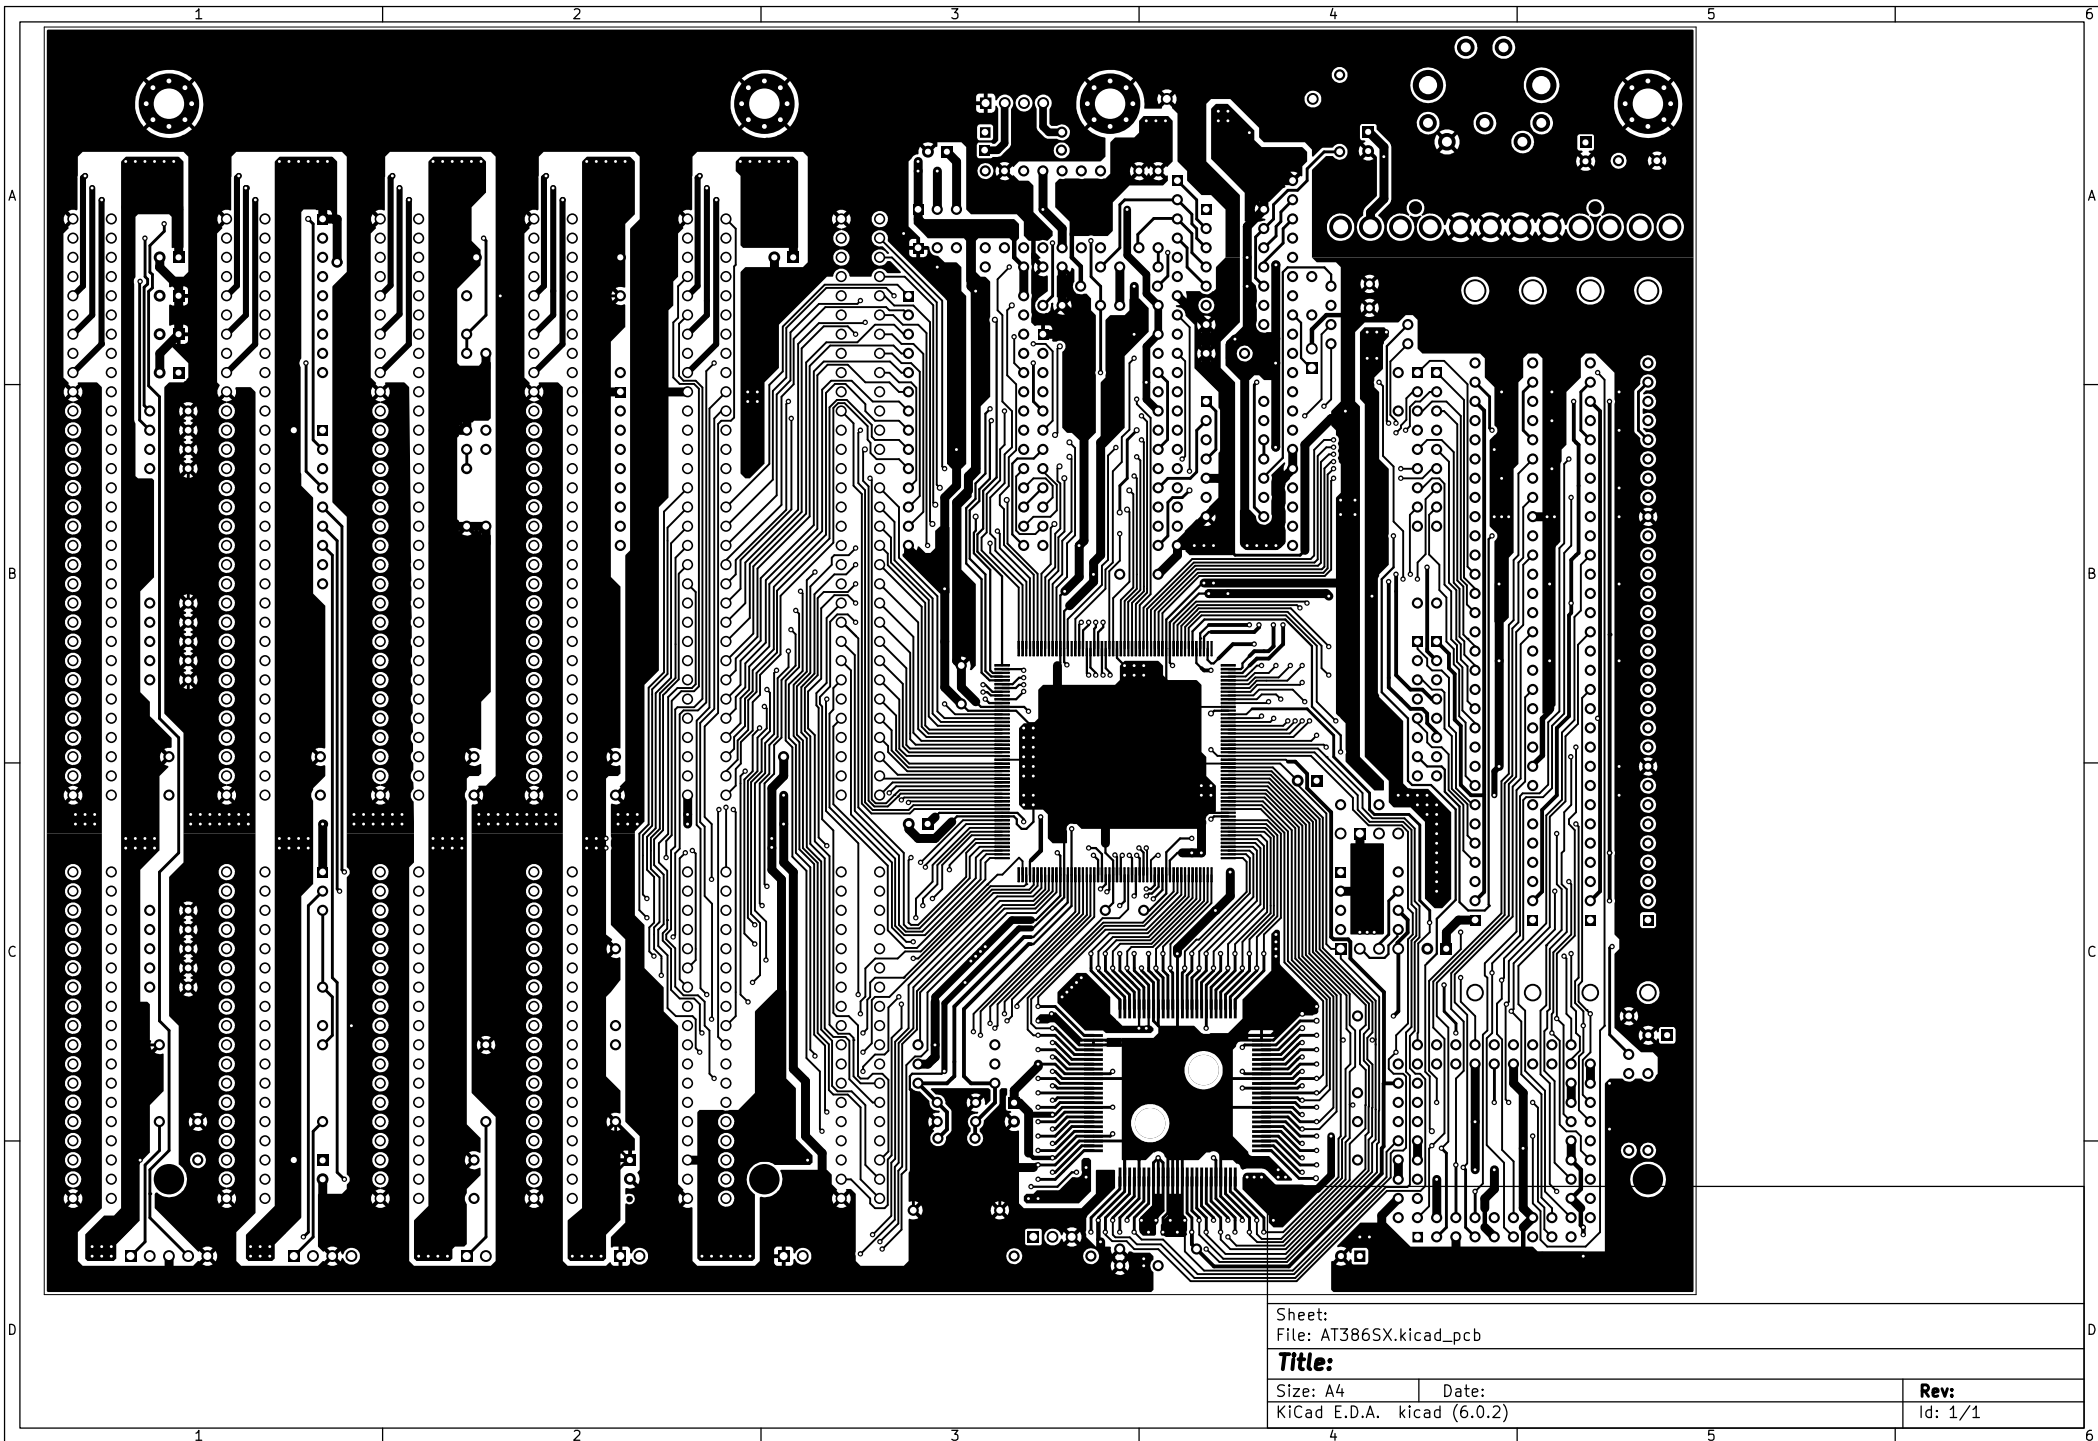 1 2 3 4 5 6
A A
B B
C C
D D
Sheet:
File: AT386SX.kicad_pcb
Title:
Size: A4 Date: Rev:
KiCad E.D.A. kicad (6.0.2) Id: 1/1
1 2 3 4 5 6